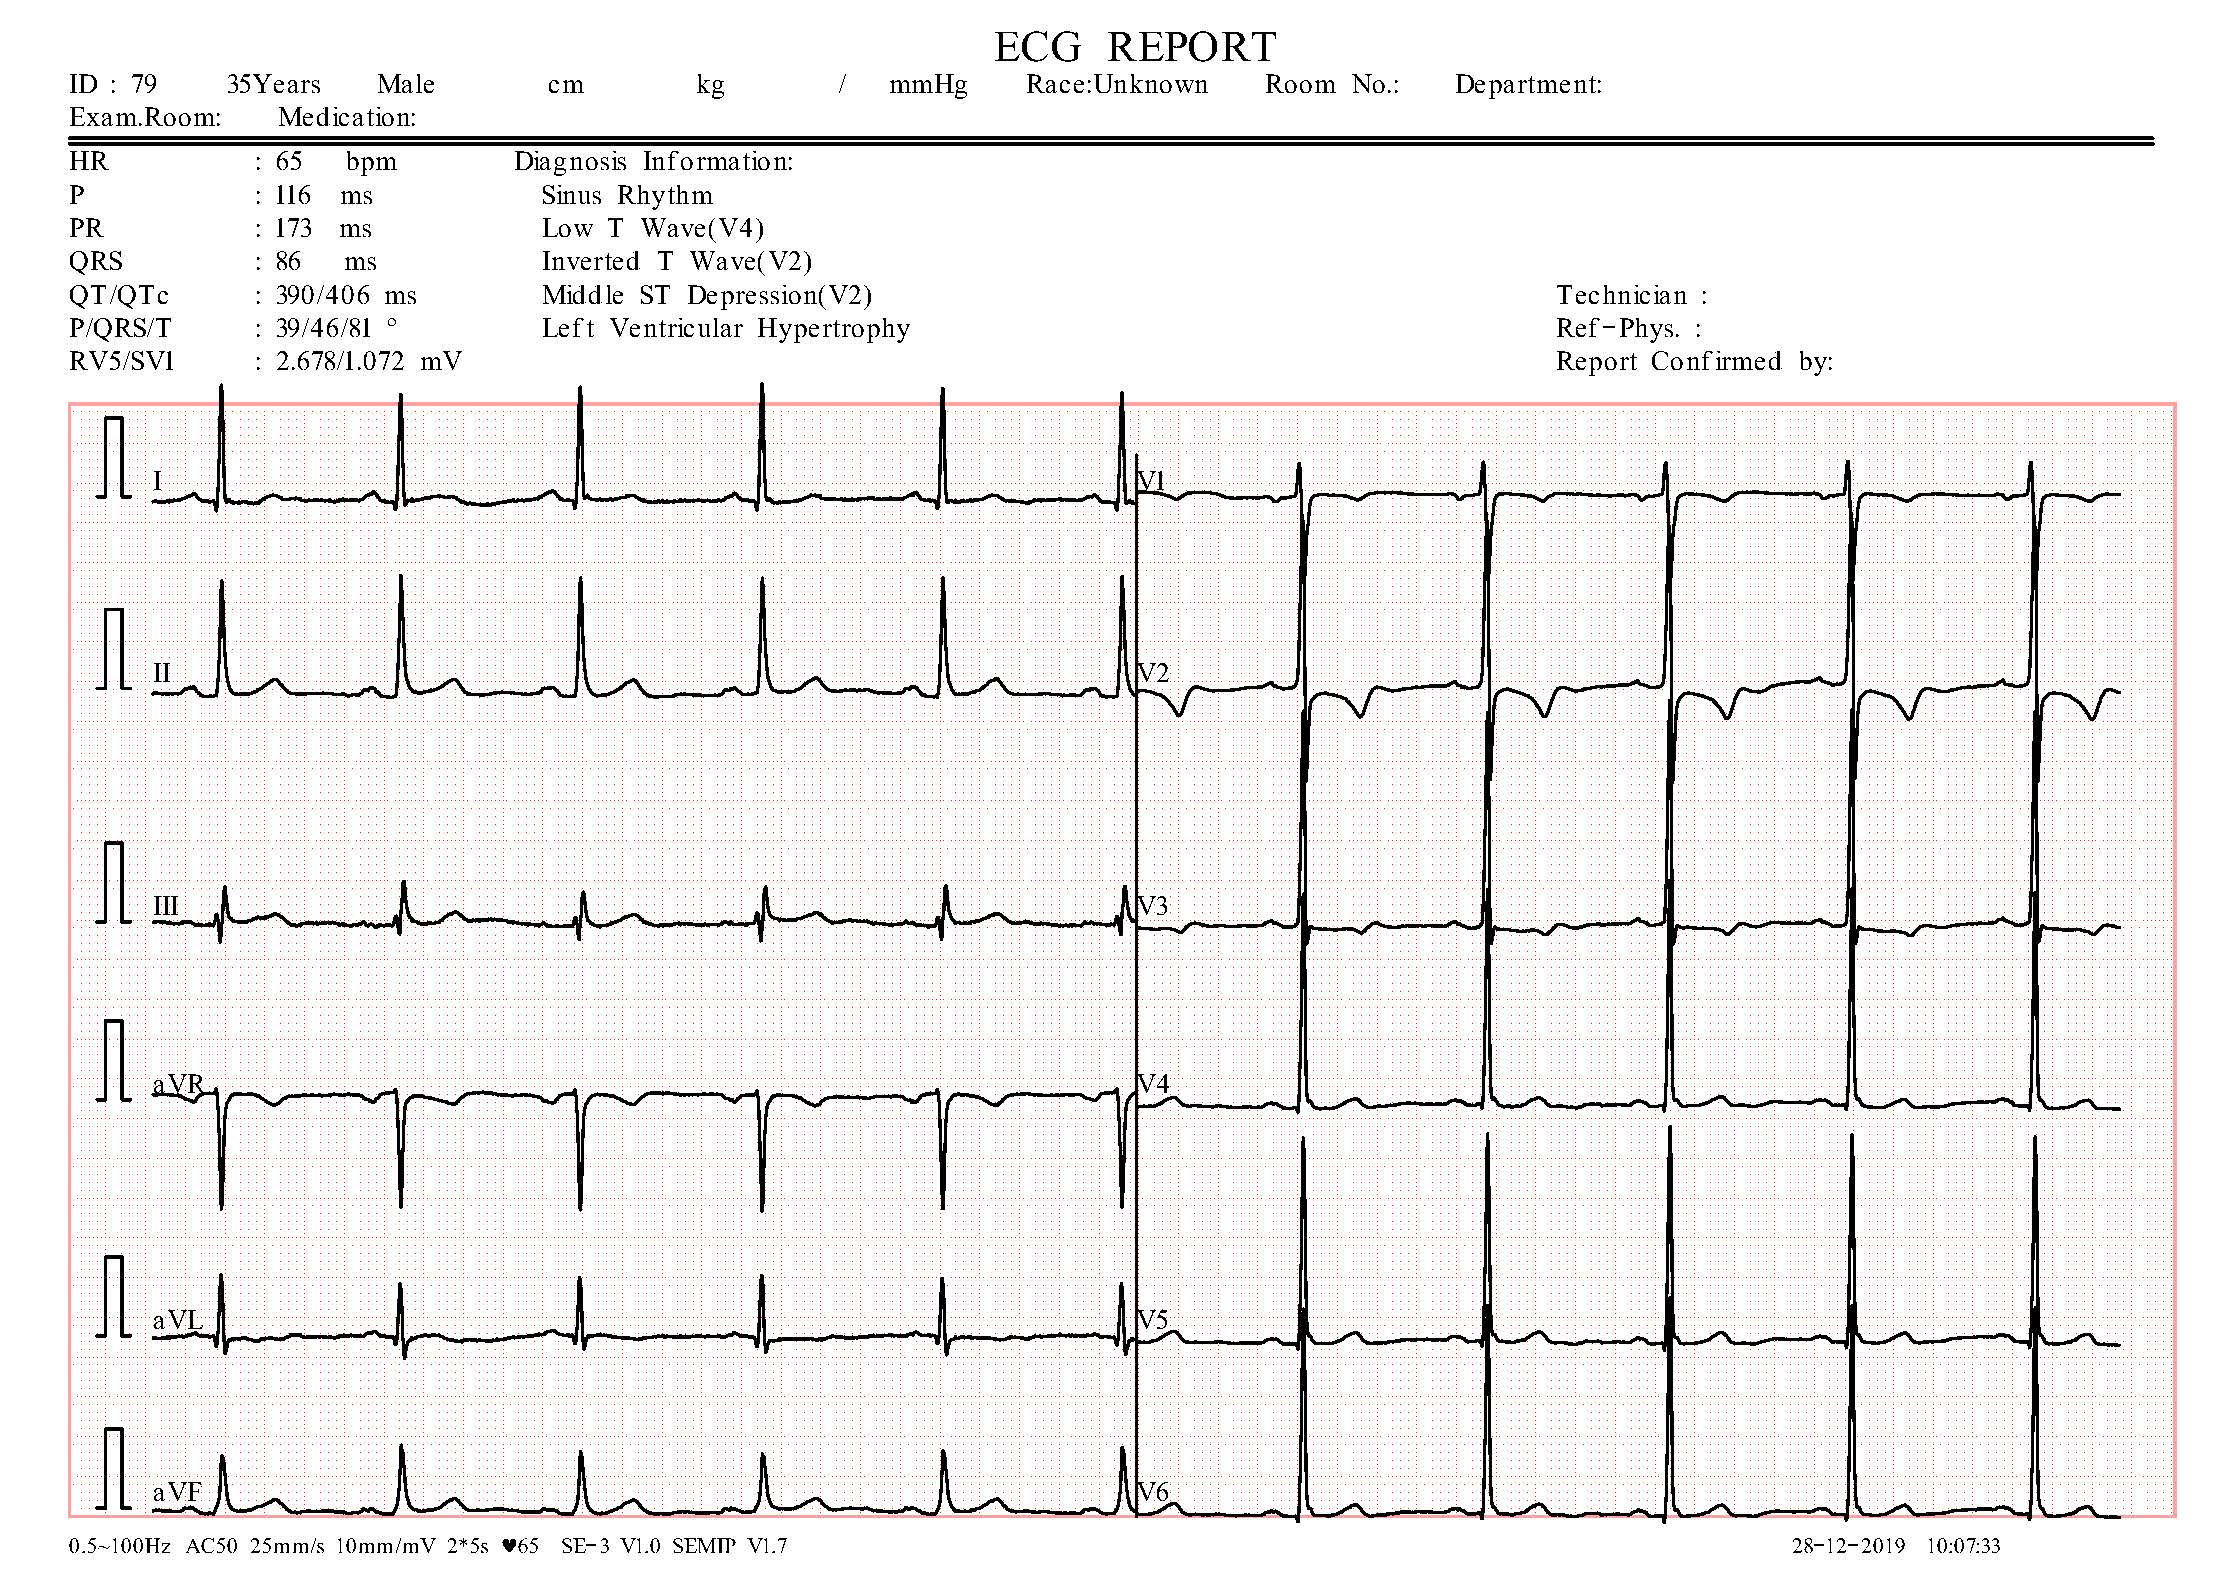 ECG REPORT
ID : 79 35Years Male cm kg / mmHg Race:Unknown Room No.: Department:
Exam.Room: Medication:
HR : 65 bpm Diagnosis Information:
P : 116 ms Sinus Rhythm
PR : 173 ms Low T Wave(V4)
QRS : 86 ms Inverted T Wave(V2)
QT/QTc : 390/406 ms Middle ST Depression(V2) Technician :
P/QRS/T : 39/46/81 ° Left Ventricular Hypertrophy Ref-Phys. :
RV5/SV1 : 2.678/1.072 mV Report Confirmed by:
I V1
II V2
III V3
aVR V4
aVL V5
aVF V6
0.5~100Hz AC50 25mm/s 10mm/mV 2*5s ♥65 SE-3 V1.0 SEMIP V1.7 28-12-2019 10:07:33